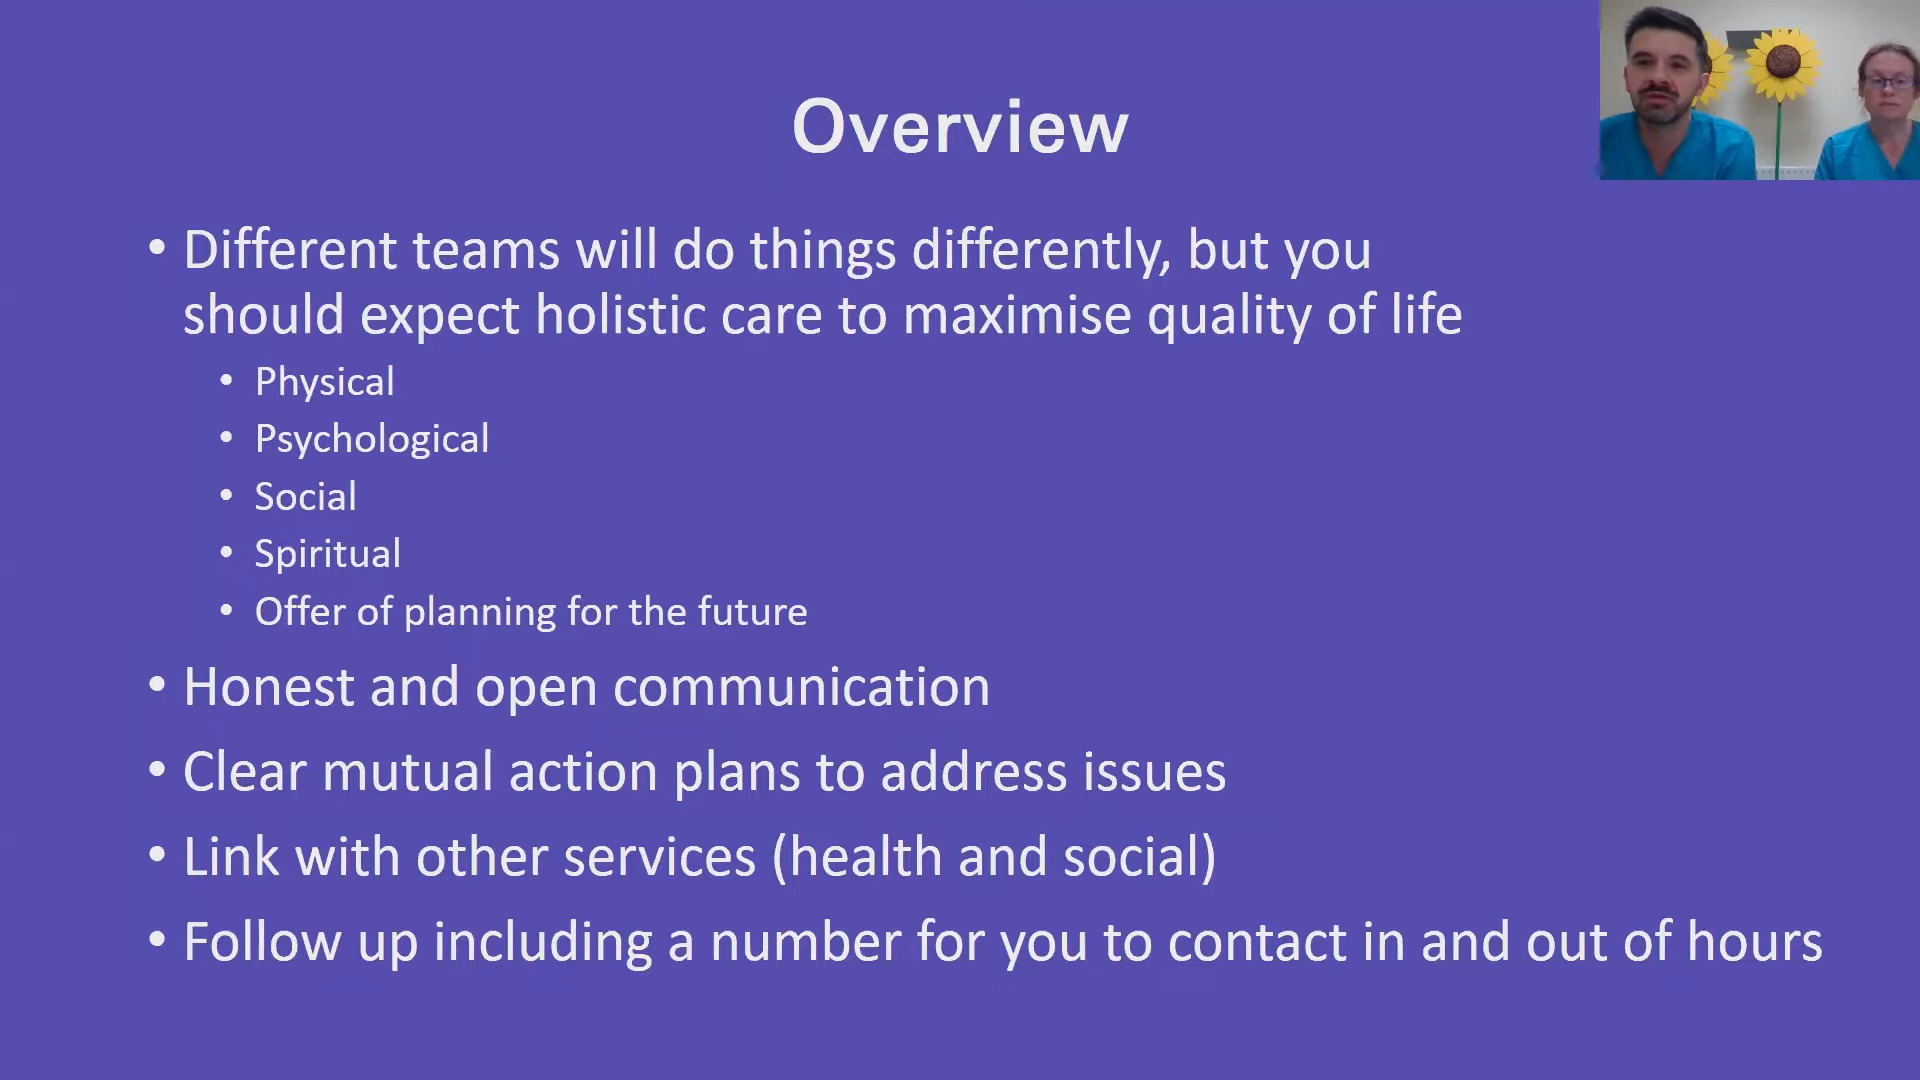 Overview
• Different teams will do things differently, but you
should expect holistic care to maximise quality of life
• Physical
• Psychological
• Social
• Spiritual
• Offer of planning for the future
• Honest and open communication
• Clear mutual action plans to address issues
• Link with other services (health and social)
• Follow up including a number for you to contact in and out of hours